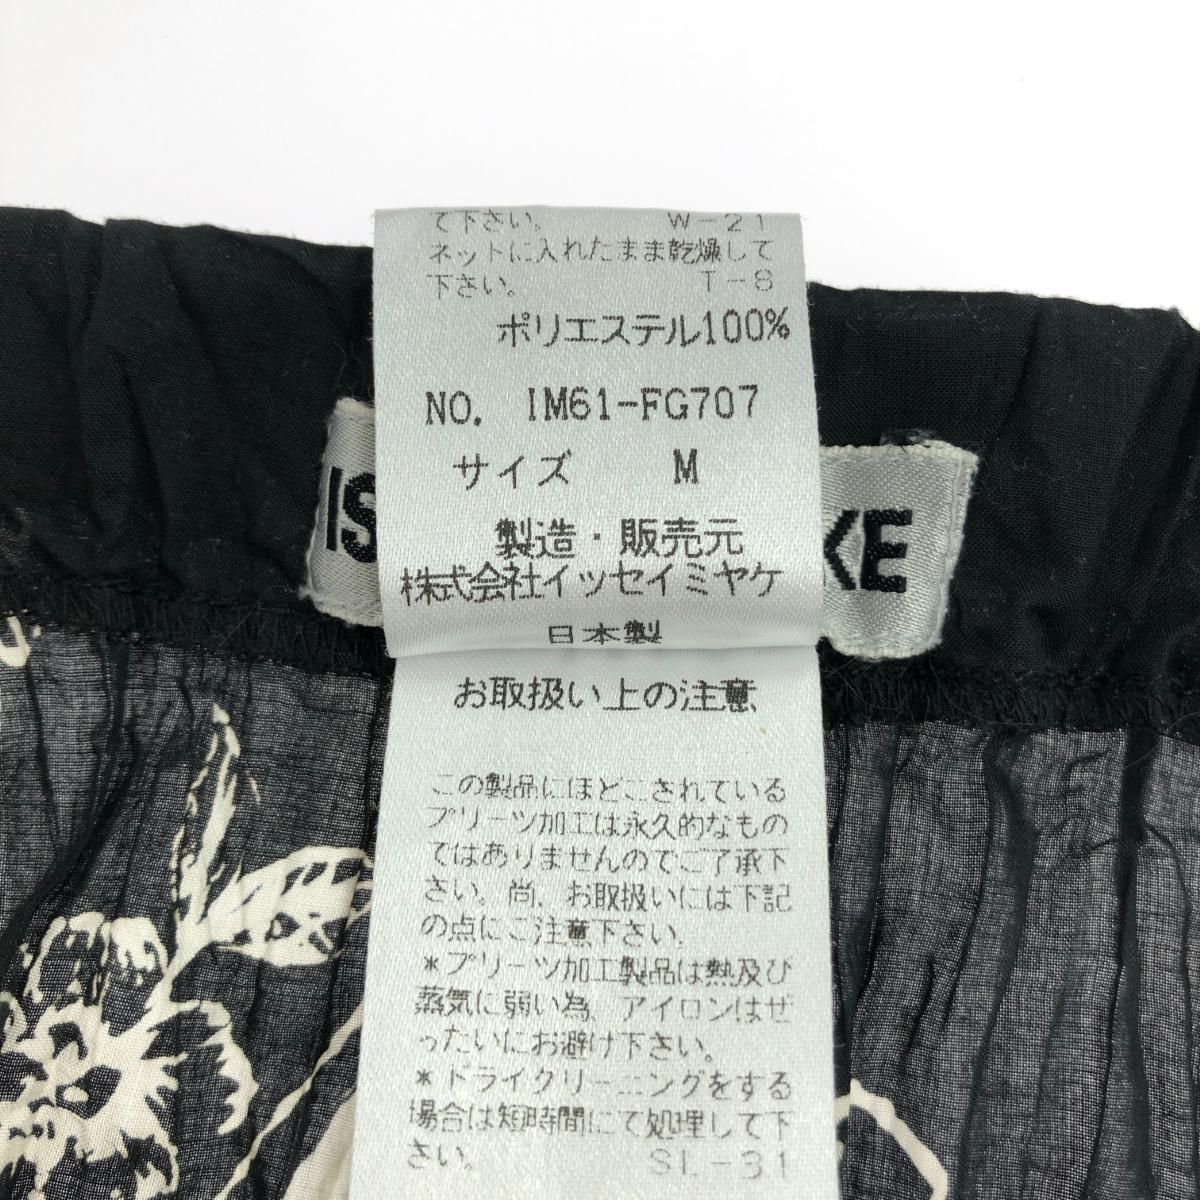 て下さい。 W-21
ネットに入れたまま乾燥して
下さい。 T-8
ポリエステル100%
NO. IM61-FG707
サイズ M
IS KE
製造・販売元
株式会社イッセイミヤケ
日本製
お取扱い上の注意
この製品にほどこされている
プリーツ加工は永久的なもの
ではありませんのでご了承下
さい。尚、お取扱いには下記
の点にご注意下さい。
*プリーツ加工製品は熱及び
蒸気に弱い為、アイロンはぜ
ったいにお避け下さい。
*ドライクリーニングをする
場合は短時間にて処理して下
さい。 SL-31